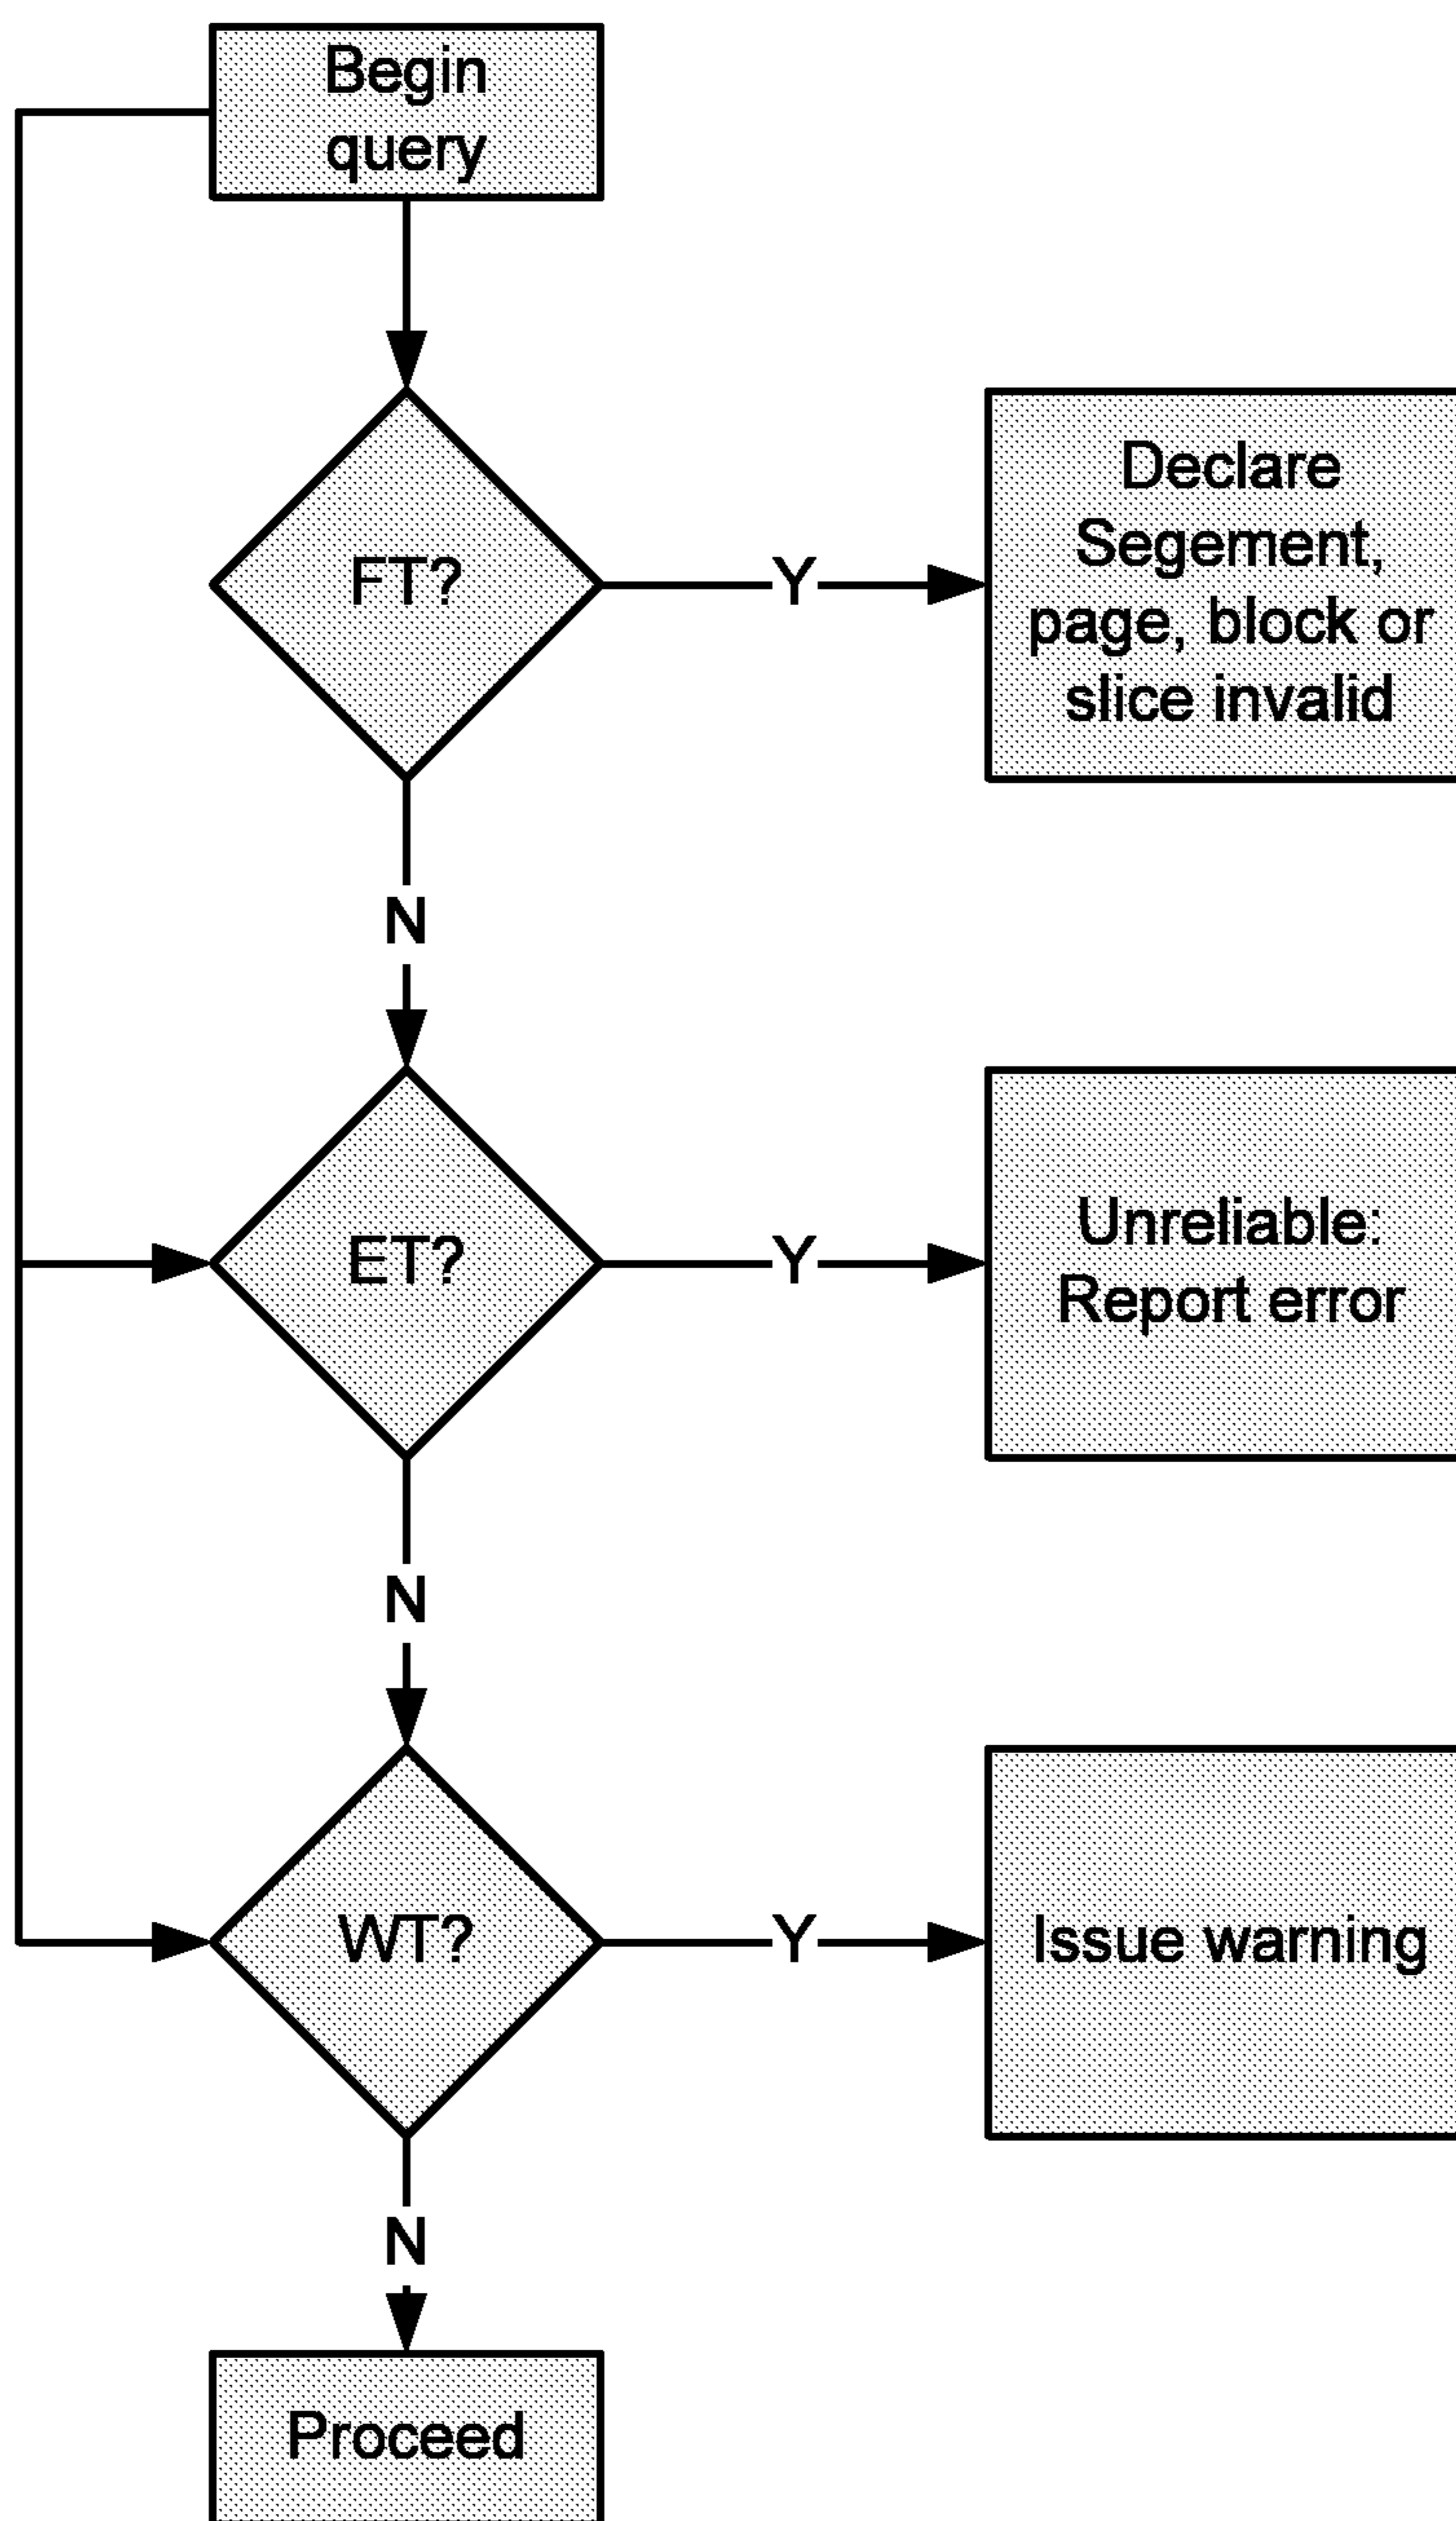 Begin
query
FT?
Y
Declare
Segement,
page, block or
slice invalid
N
ET?
Y
Unreliable:
Report error
N
WT?
Y
Issue warning
N
Proceed